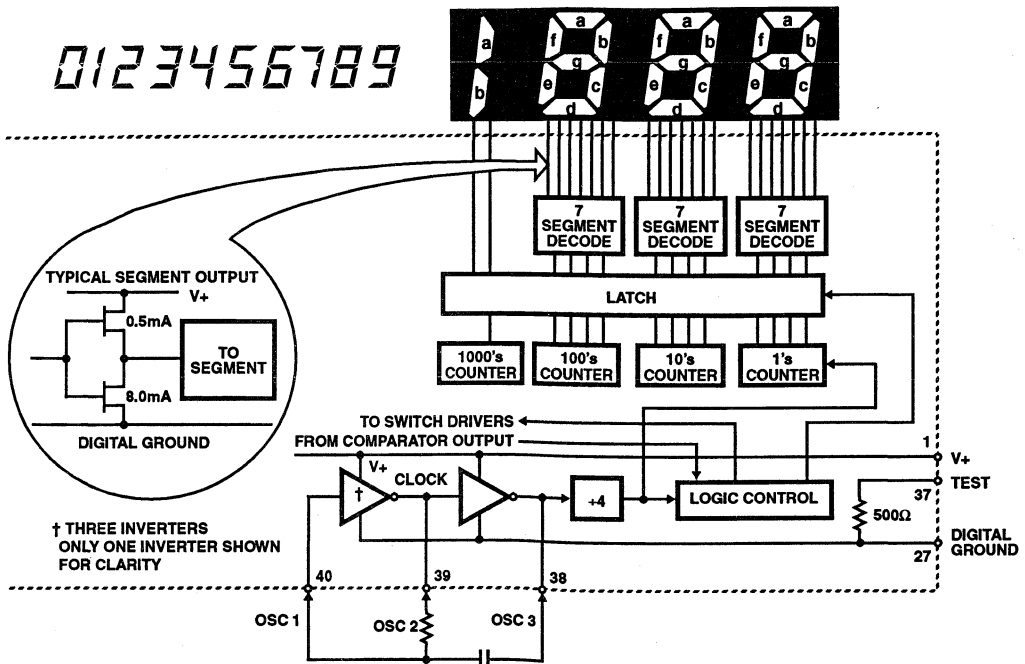 0123456789
a
b
a
f
b
g
e
c
d
a
f
b
g
e
c
d
a
f
b
g
e
c
d
7
SEGMENT
DECODE
7
SEGMENT
DECODE
7
SEGMENT
DECODE
LATCH
1000's
COUNTER
100's
COUNTER
10's
COUNTER
1's
COUNTER
TYPICAL SEGMENT OUTPUT
V+
0.5mA
TO
SEGMENT
8.0mA
DIGITAL GROUND
TO SWITCH DRIVERS
FROM COMPARATOR OUTPUT
V+
CLOCK
†
÷4
LOGIC CONTROL
1
V+
37
TEST
500Ω
27
DIGITAL
GROUND
† THREE INVERTERS
ONLY ONE INVERTER SHOWN
FOR CLARITY
40
39
38
OSC 1
OSC 2
OSC 3